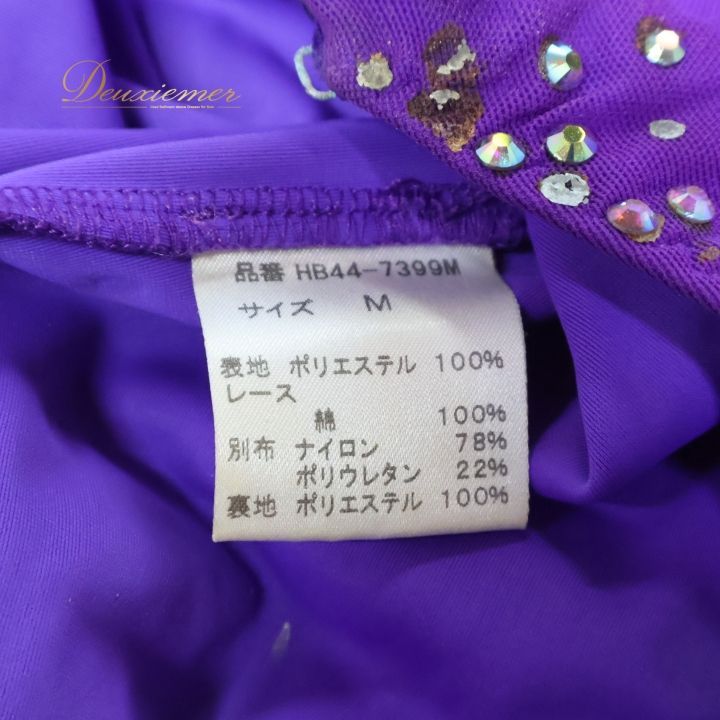 Deuxiemer
品番 HB44-7399M
サイズ M
表地 ポリエステル 100%
レース
綿 100%
別布 ナイロン 78%
ポリウレタン 22%
裏地 ポリエステル 100%